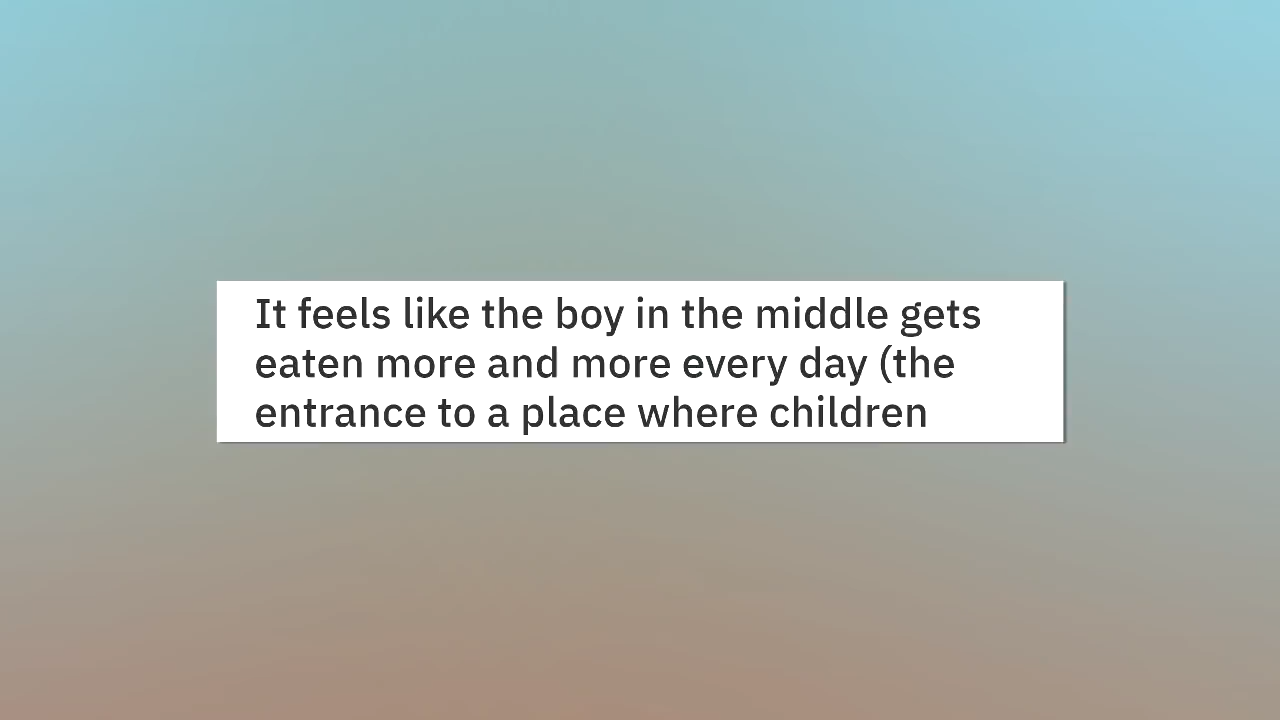 It feels like the boy in the middle gets
eaten more and more every day (the
entrance to a place where children